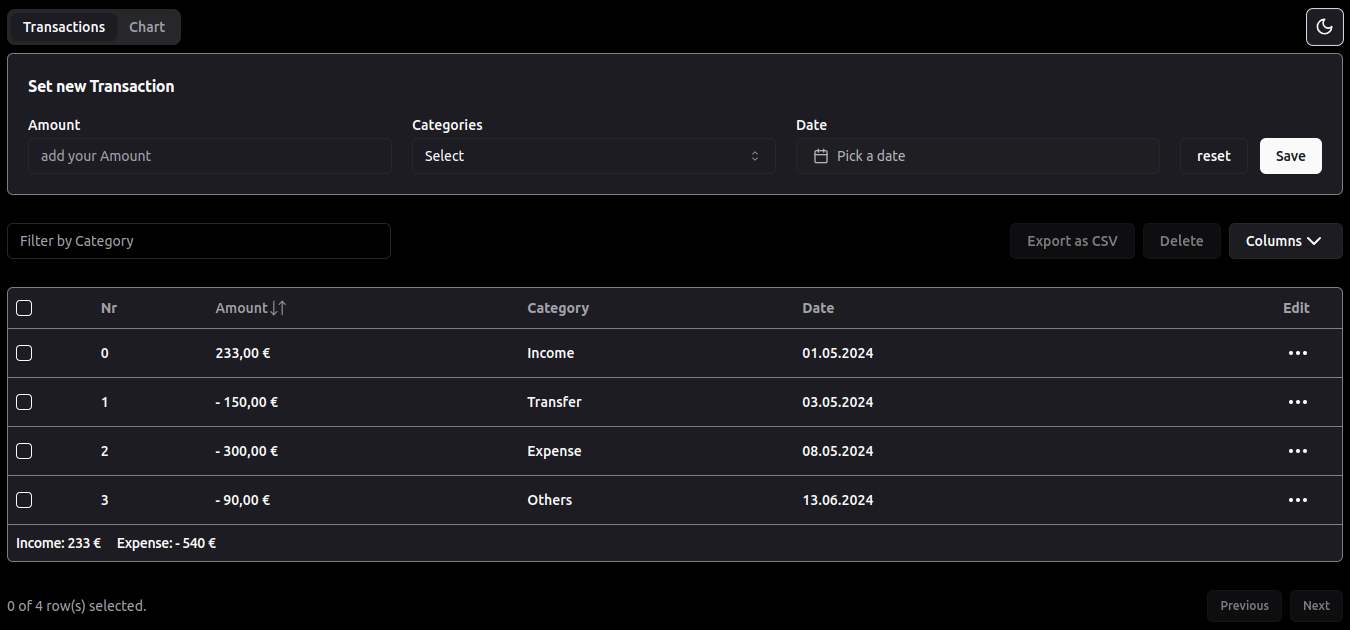 Transactions Chart
Set new Transaction
Amount Categories Date
add your Amount Select Pick a date reset Save
Filter by Category Export as CSV Delete Columns
Nr Amount Category Date Edit
0 233,00 € Income 01.05.2024
1 - 150,00 € Transfer 03.05.2024
2 - 300,00 € Expense 08.05.2024
3 - 90,00 € Others 13.06.2024
Income: 233 € Expense: - 540 €
0 of 4 row(s) selected. Previous Next